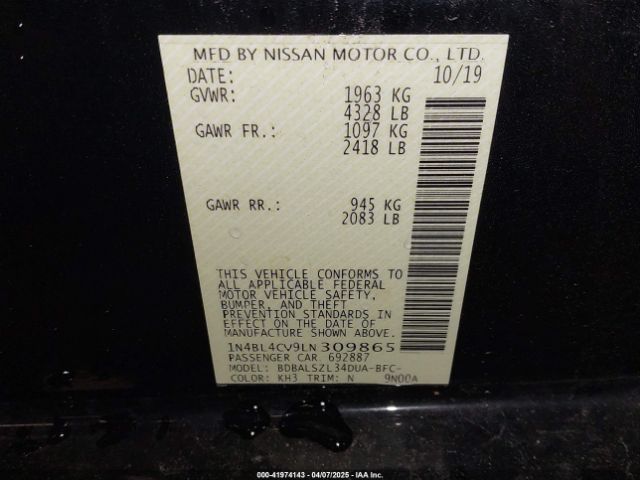 MFD BY NISSAN MOTOR CO., LTD.
DATE: 10/19
GVWR: 1963 KG
4328 LB
GAWR FR.: 1097 KG
2418 LB
GAWR RR.: 945 KG
2083 LB
THIS VEHICLE CONFORMS TO
ALL APPLICABLE FEDERAL
MOTOR VEHICLE SAFETY,
BUMPER, AND THEFT
PREVENTION STANDARDS IN
EFFECT ON THE DATE OF
MANUFACTURE SHOWN ABOVE.
1N4BL4CV9LN309865
PASSENGER CAR 692887
MODEL: BDBALSZL34DUA-BFC-
COLOR: KH3 TRIM: N 9N00A
000-41974143 | 04/07/2025 | IAA Inc.